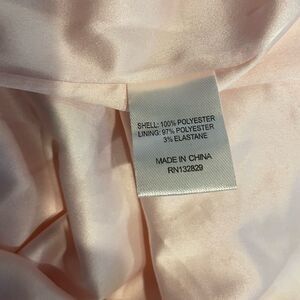 SHELL: 100% POLYESTER
LINING: 97% POLYESTER
3% ELASTANE
MADE IN CHINA
RN132829